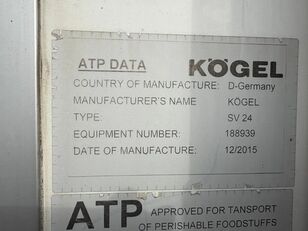 ATP DATA KÖGEL
COUNTRY OF MANUFACTURE: D-Germany
MANUFACTURER'S NAME KÖGEL
TYPE: SV 24
EQUIPMENT NUMBER: 188939
DATE OF MANUFACTURE: 12/2015
ATP APPROVED FOR TANSPORT
OF PERISHABLE FOODSTUFFS